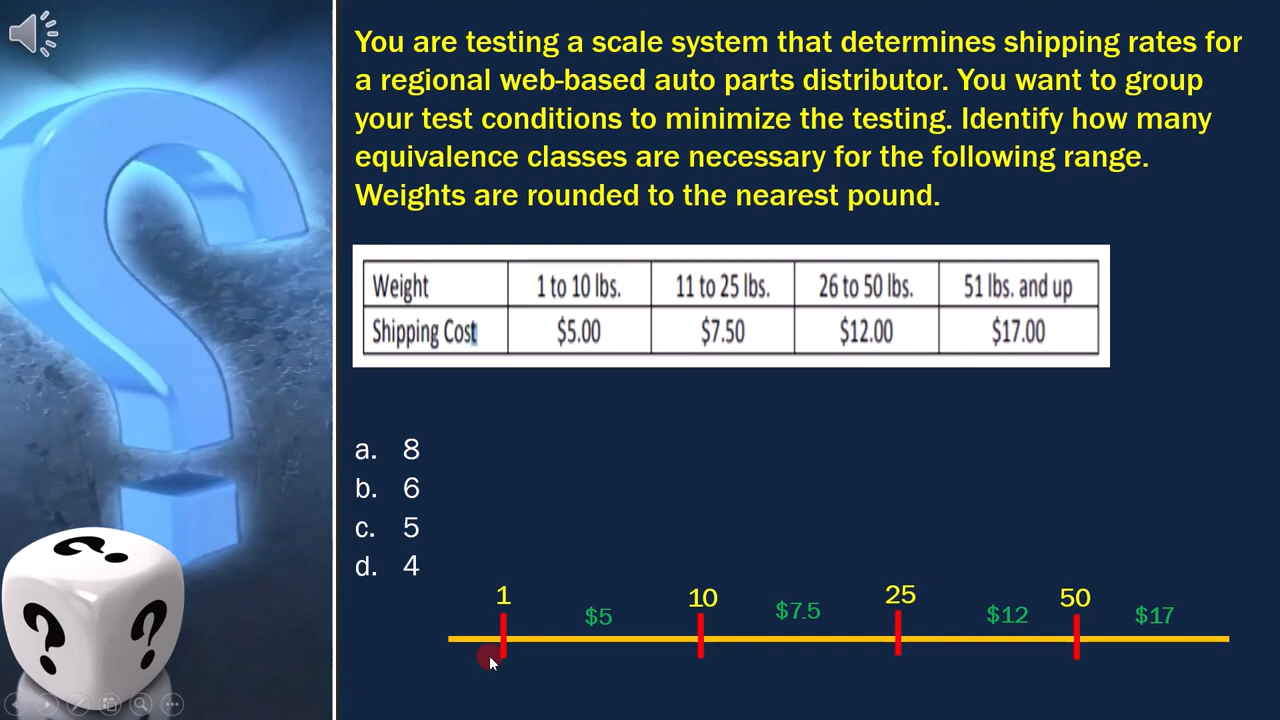 You are testing a scale system that determines shipping rates for
a regional web-based auto parts distributor. You want to group
your test conditions to minimize the testing. Identify how many
equivalence classes are necessary for the following range.
Weights are rounded to the nearest pound.
Weight 1 to 10 lbs. 11 to 25 lbs. 26 to 50 lbs. 51 lbs. and up
Shipping Cost $5.00 $7.50 $12.00 $17.00
a. 8
b. 6
c. 5
d. 4
1 10 25 50
$5 $7.5 $12 $17
? ? ?